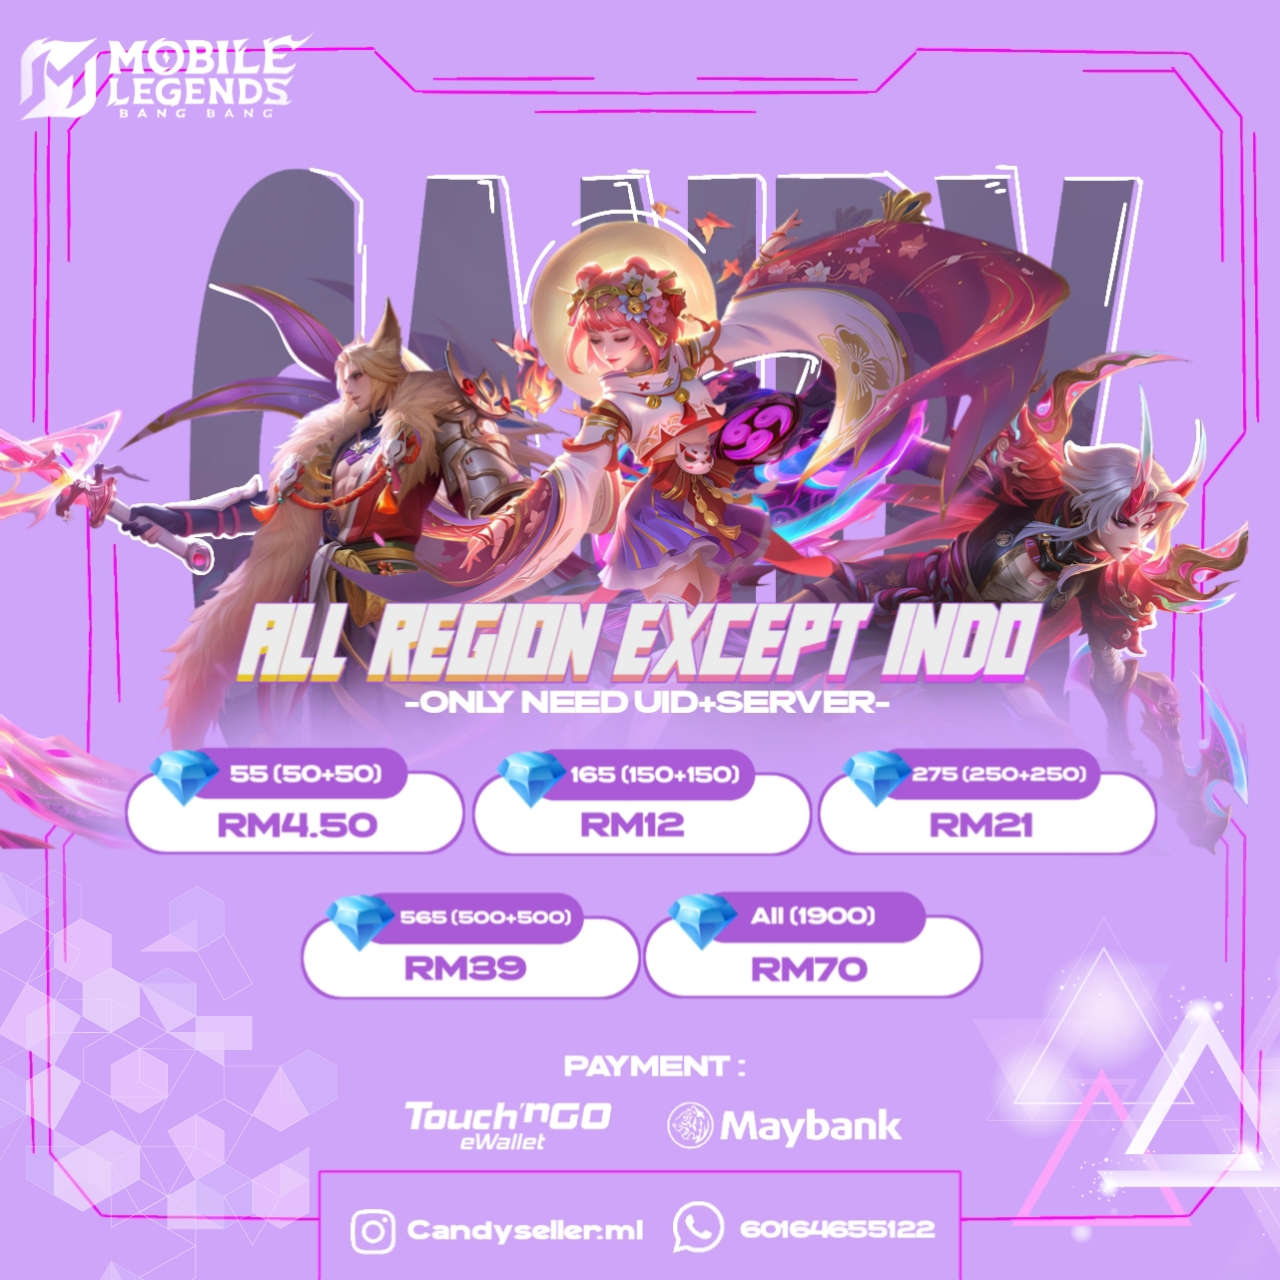 MOBILE
LEGENDS
BANG BANG
CANDY
ALL REGION EXCEPT INDO
-ONLY NEED UID+SERVER-
55 (50+50)
RM4.50
165 (150+150)
RM12
275 (250+250)
RM21
565 (500+500)
RM39
All (1900)
RM70
PAYMENT :
Touch'nGO
eWallet
Maybank
Candyseller.ml
60164655122